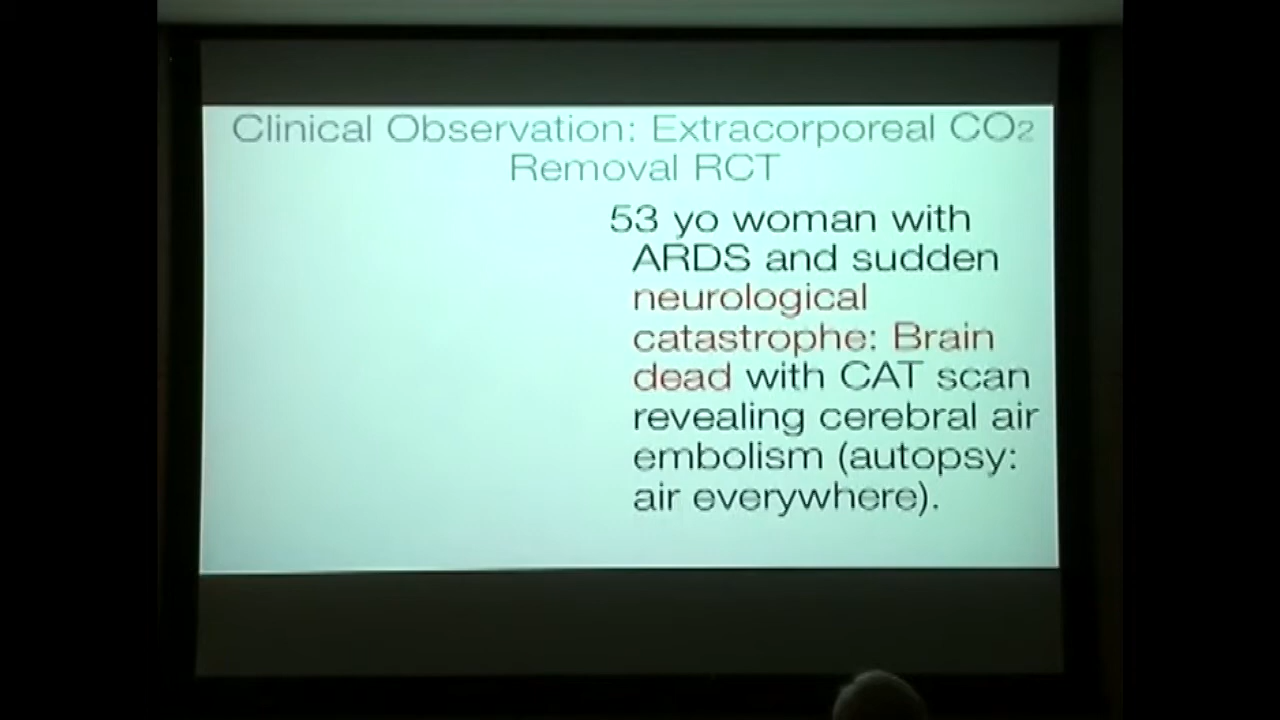 Clinical Observation: Extracorporeal CO₂
Removal RCT
53 yo woman with
ARDS and sudden
neurological
catastrophe: Brain
dead with CAT scan
revealing cerebral air
embolism (autopsy:
air everywhere).